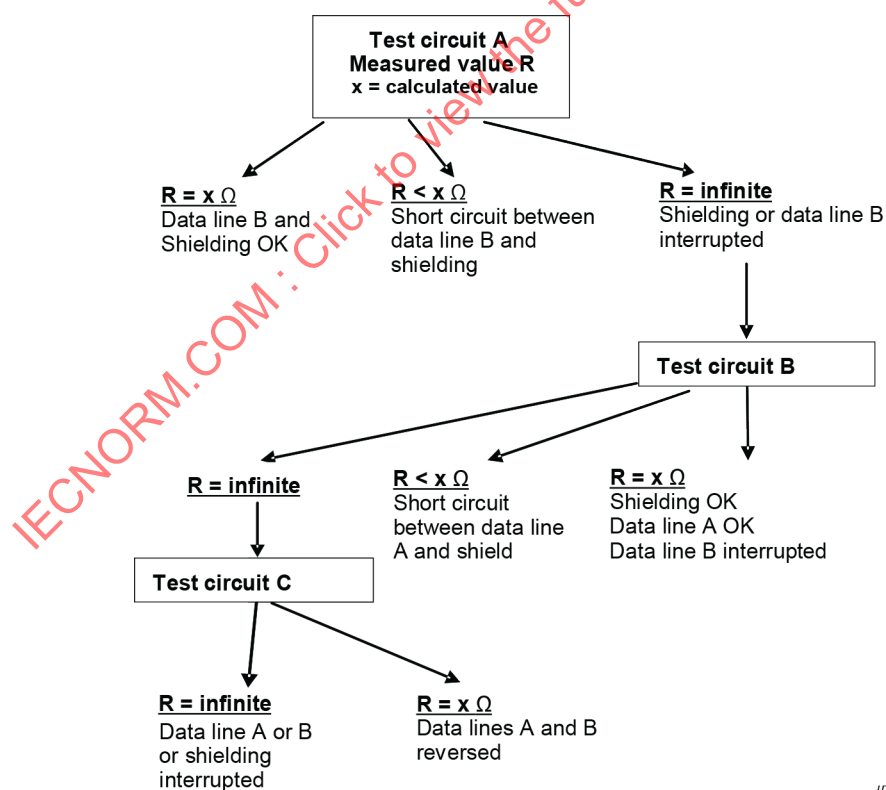 Test circuit A
Measured value R
x = calculated value
R = x Ω
Data line B and
Shielding OK
R < x Ω
Short circuit between
data line B and
shielding
R = infinite
Shielding or data line B
interrupted
Test circuit B
R = infinite
R < x Ω
Short circuit
between data line
A and shield
R = x Ω
Shielding OK
Data line A OK
Data line B interrupted
Test circuit C
R = infinite
Data line A or B
or shielding
interrupted
R = x Ω
Data lines A and B
reversed
IECNORM.COM : Click to view the